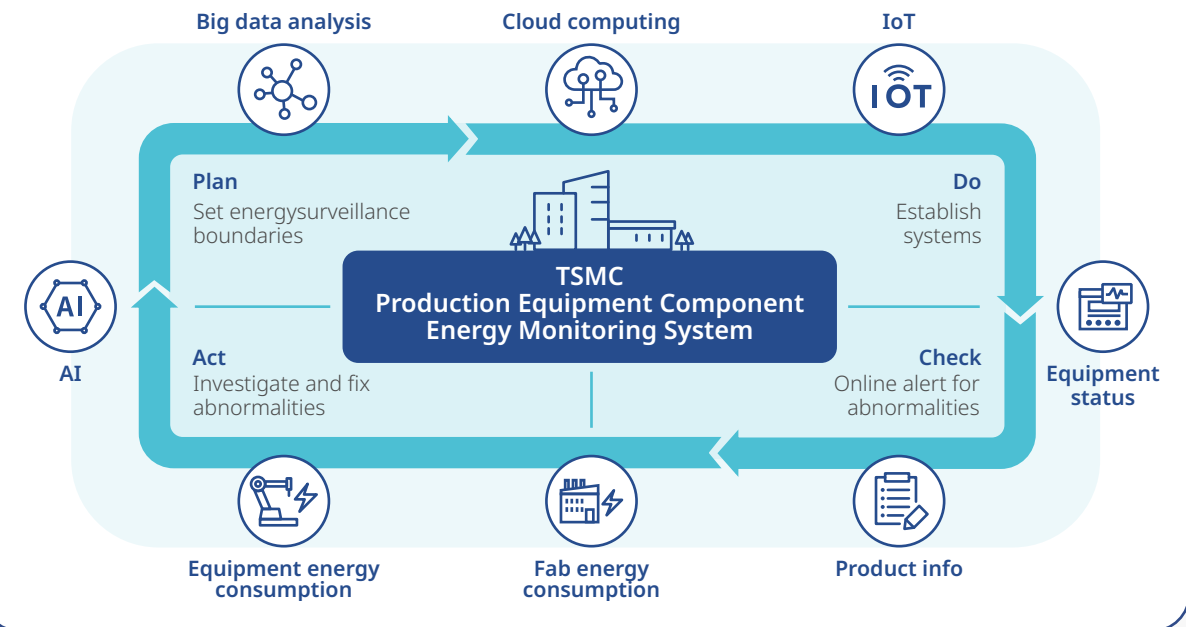 Big data analysis
Cloud computing
IoT
IOT
Plan
Set energysurveillance
boundaries
Do
Establish
systems
TSMC
Production Equipment Component
Energy Monitoring System
AI
AI
Act
Investigate and fix
abnormalities
Check
Online alert for
abnormalities
Equipment
status
Equipment energy
consumption
Fab energy
consumption
Product info